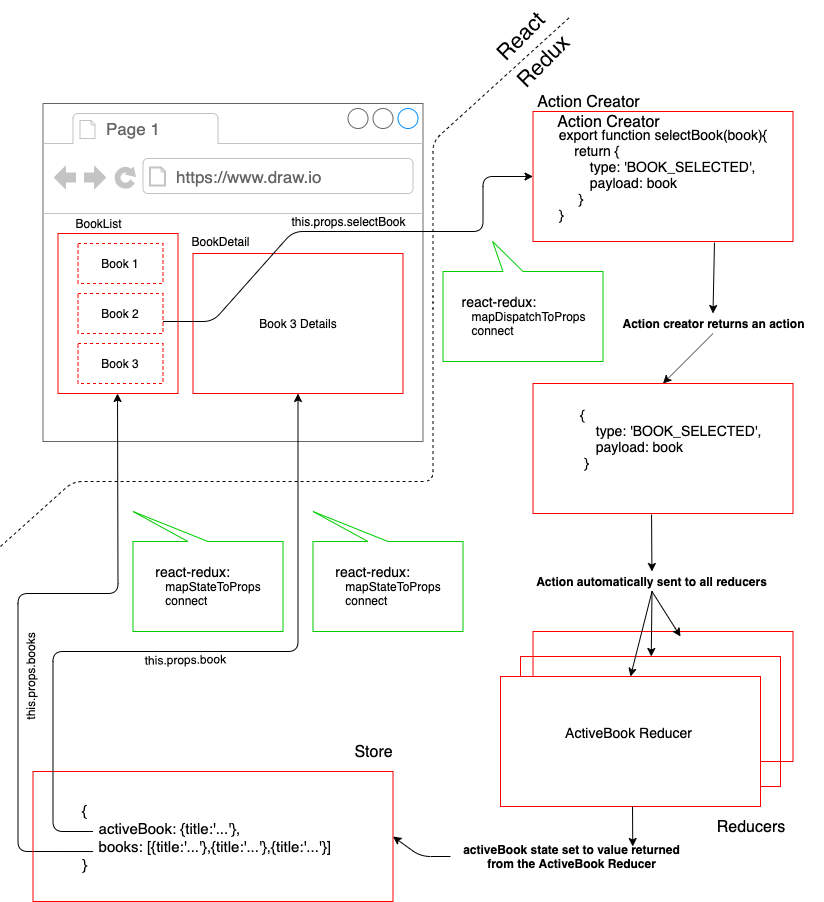 React
Redux
Page 1
https://www.draw.io
BookList
Book 1
Book 2
Book 3
BookDetail
Book 3 Details
this.props.selectBook
Action Creator
Action Creator
export function selectBook(book){
return {
type: 'BOOK_SELECTED',
payload: book
}
}
react-redux:
mapDispatchToProps
connect
Action creator returns an action
{
type: 'BOOK_SELECTED',
payload: book
}
Action automatically sent to all reducers
react-redux:
mapStateToProps
connect
react-redux:
mapStateToProps
connect
this.props.books
this.props.book
ActiveBook Reducer
Reducers
activeBook state set to value returned
from the ActiveBook Reducer
Store
{
activeBook: {title:'...'},
books: [{title:'...'},{title:'...'},{title:'...'}]
}